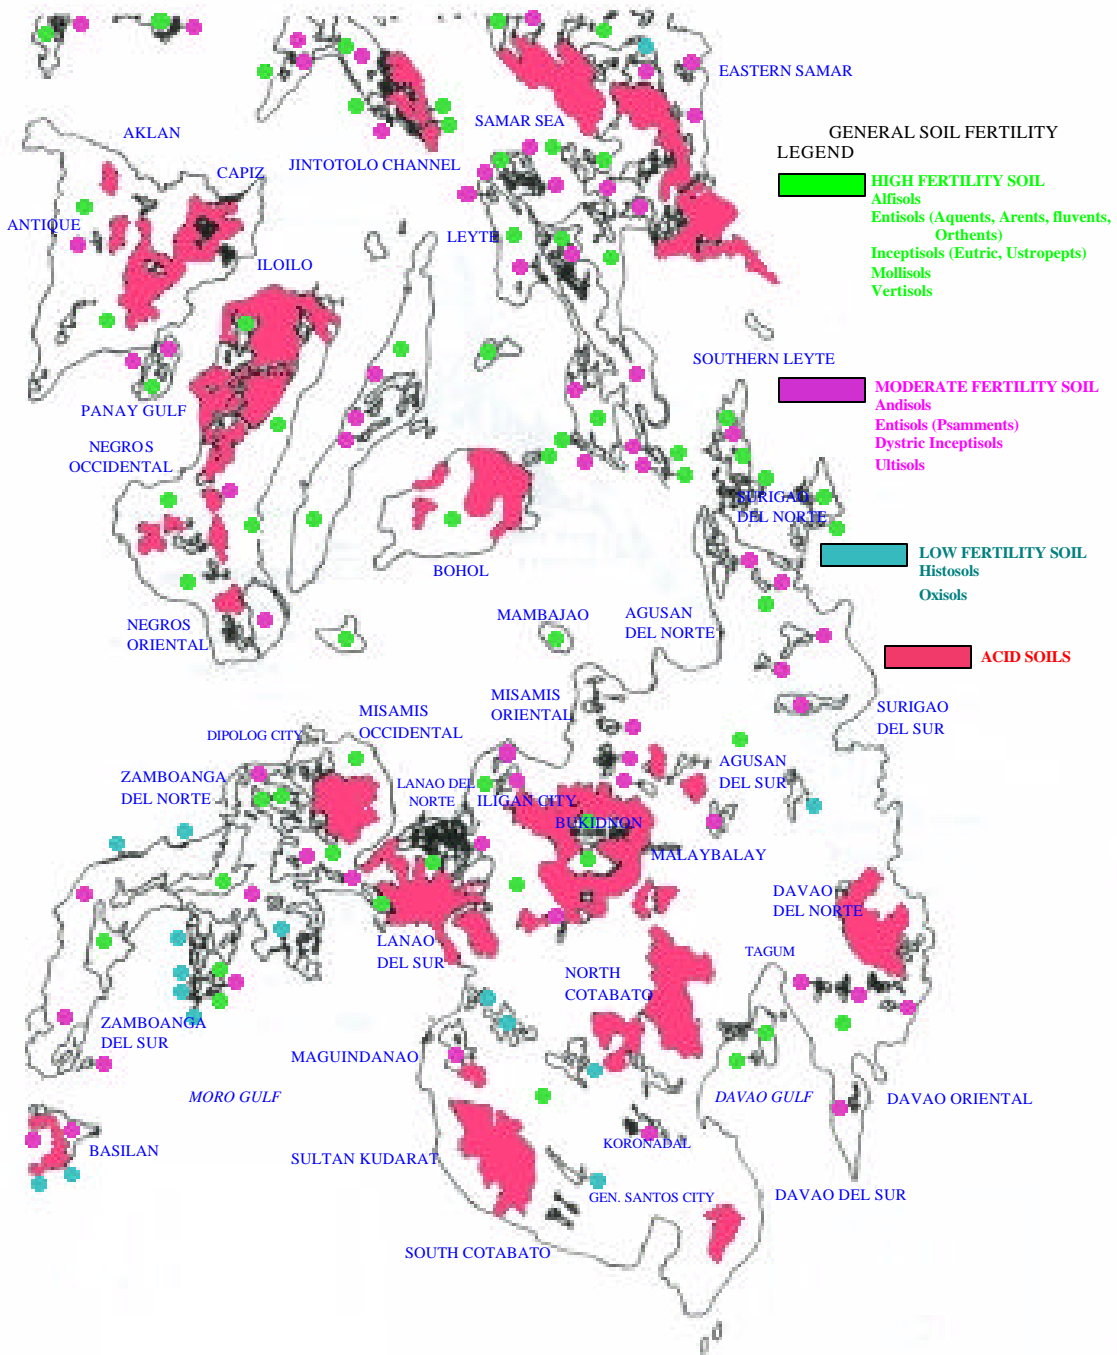 EASTERN SAMAR
SAMAR SEA
AKLAN
GENERAL SOIL FERTILITY
LEGEND
JINTOTOLO CHANNEL
CAPIZ
HIGH FERTILITY SOIL
Alfisols
Entisols (Aquents, Arents, fluvents,
Orthents)
Inceptisols (Eutric, Ustropepts)
Mollisols
Vertisols
ANTIQUE
LEYTE
ILOILO
SOUTHERN LEYTE
MODERATE FERTILITY SOIL
Andisols
Entisols (Psamments)
Dystric Inceptisols
Ultisols
PANAY GULF
NEGROS
OCCIDENTAL
SURIGAO
DEL NORTE
LOW FERTILITY SOIL
Histosols
Oxisols
BOHOL
MAMBAJAO
AGUSAN
DEL NORTE
NEGROS
ORIENTAL
ACID SOILS
MISAMIS
ORIENTAL
SURIGAO
DEL SUR
MISAMIS
OCCIDENTAL
DIPOLOG CITY
AGUSAN
DEL SUR
ZAMBOANGA
DEL NORTE
LANAO DEL
NORTE
ILIGAN CITY
BUKIDNON
MALAYBALAY
DAVAO
DEL NORTE
LANAO
DEL SUR
TAGUM
NORTH
COTABATO
ZAMBOANGA
DEL SUR
MAGUINDANAO
MORO GULF
DAVAO GULF
DAVAO ORIENTAL
BASILAN
SULTAN KUDARAT
KORONADAL
GEN. SANTOS CITY
DAVAO DEL SUR
SOUTH COTABATO